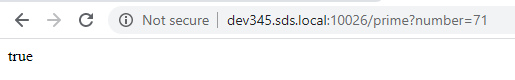 Not secure | dev345.sds.local:10026/prime?number=71
true